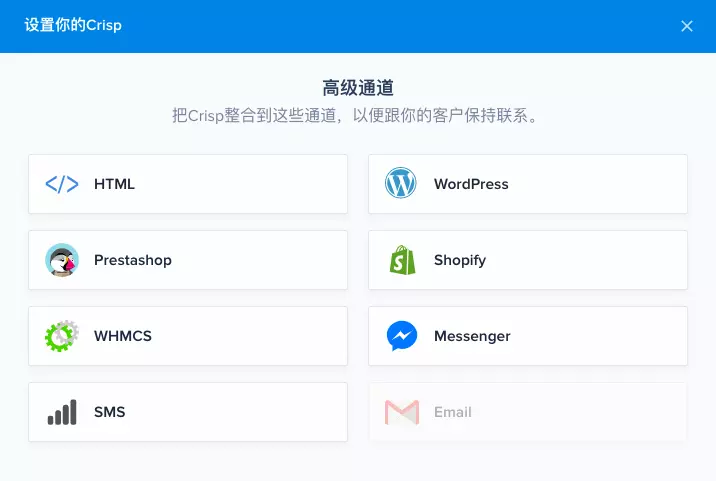 设置你的Crisp
高级通道
把Crisp整合到这些通道，以便跟你的客户保持联系。
HTML
WordPress
Prestashop
Shopify
WHMCS
Messenger
SMS
Email